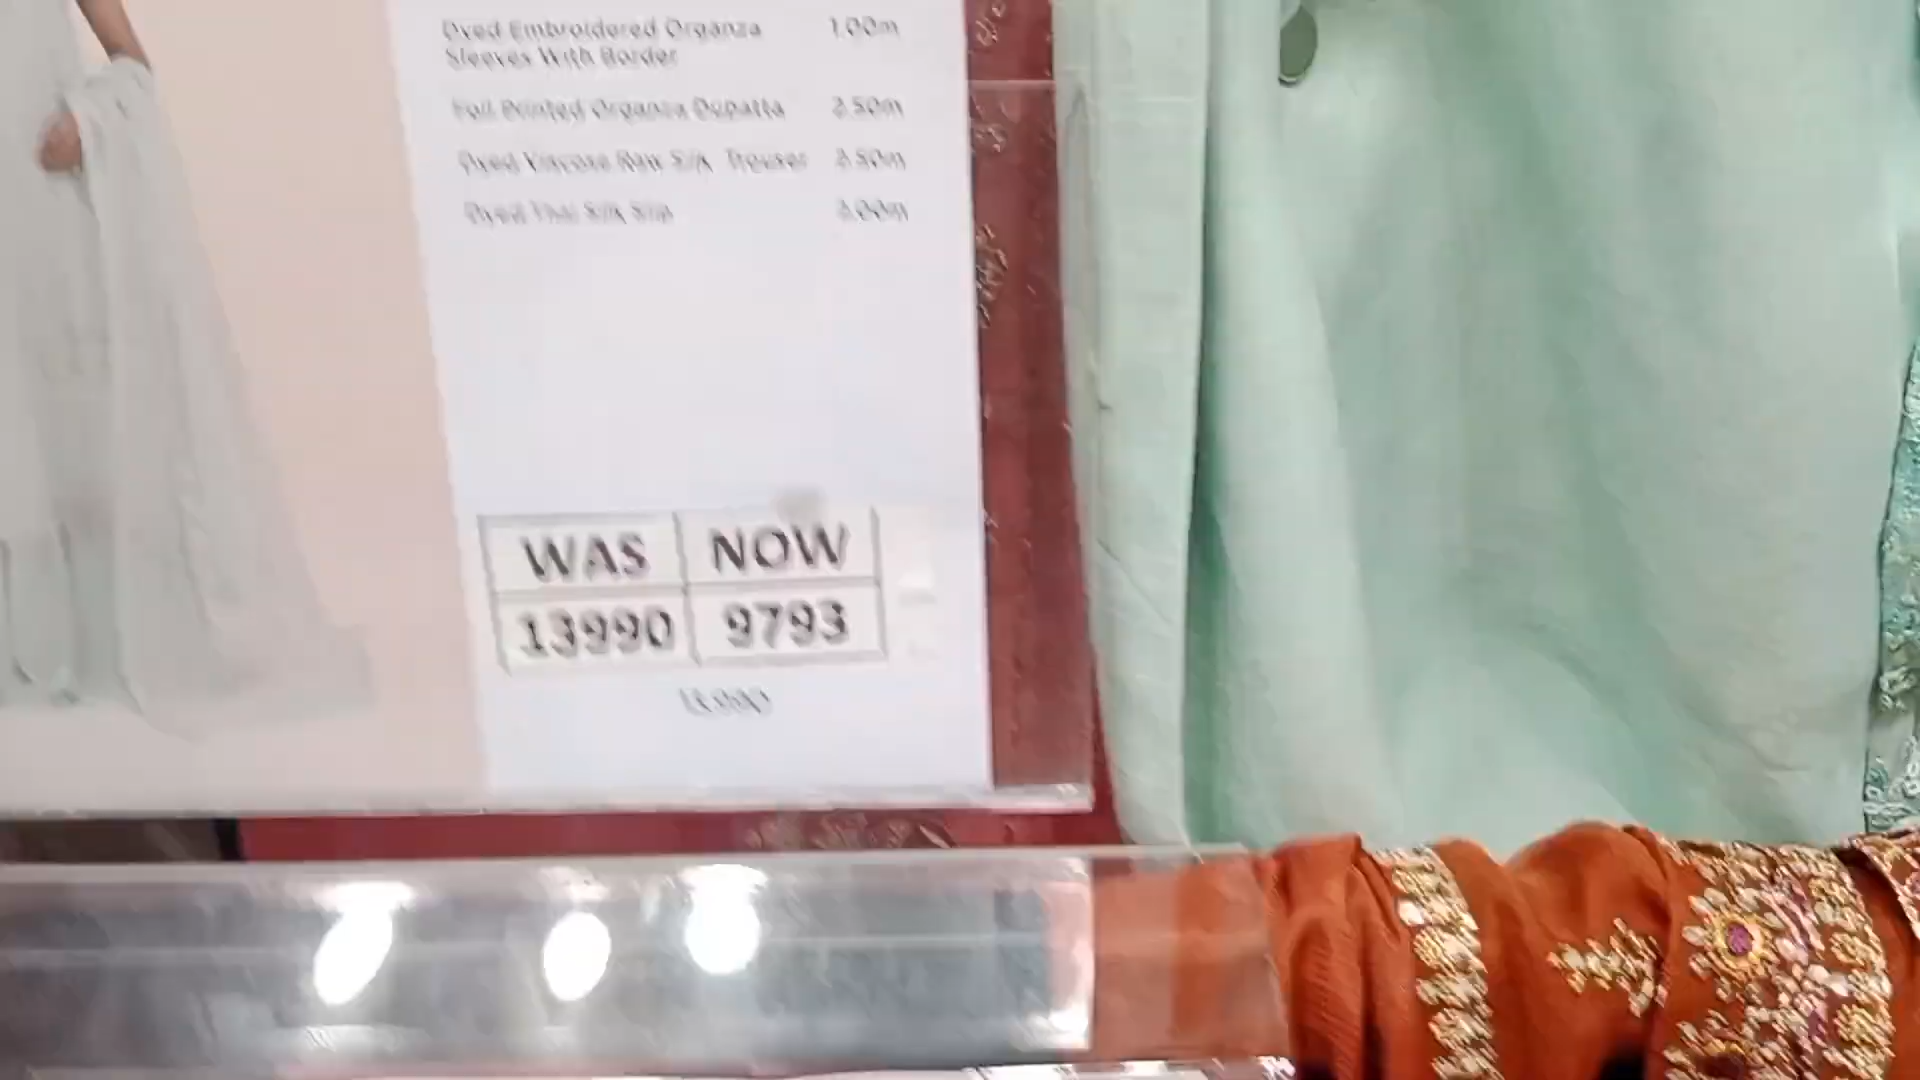 Dyed Embroidered Organza 1.00m
Sleeves With Border
Foil Printed Organza Dupatta 2.50m
Dyed Viscose Raw Silk Trouser 2.50m
Dyed Thai Silk Slip
WAS NOW
13990 9793